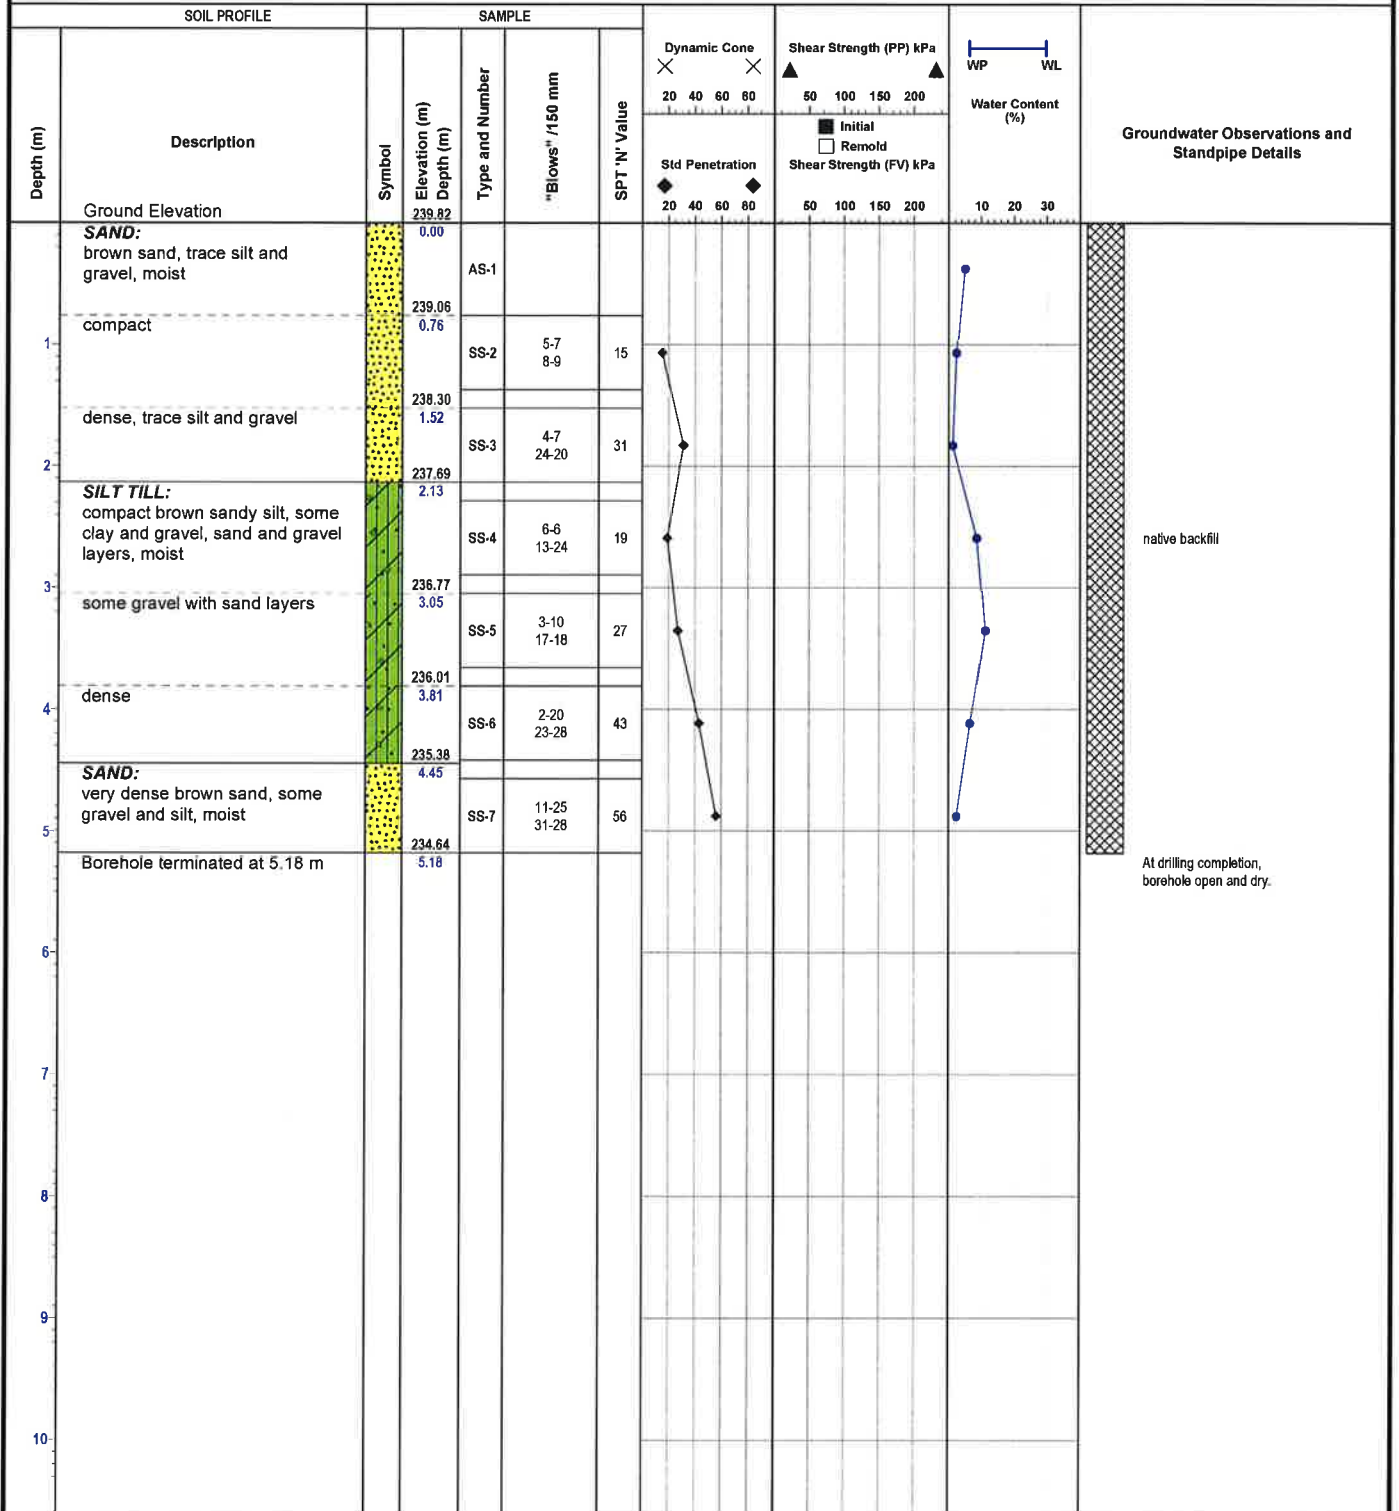 SOIL PROFILE
SAMPLE
Depth (m)
Description
Symbol
Elevation (m)
Depth (m)
Type and Number
"Blows" /150 mm
SPT 'N' Value
Dynamic Cone
20 40 60 80
Std Penetration
20 40 60 80
Shear Strength (PP) kPa
50 100 150 200
Initial
Remold
Shear Strength (FV) kPa
50 100 150 200
WP WL
Water Content
(%)
10 20 30
Groundwater Observations and
Standpipe Details
Ground Elevation
239.82
SAND:
0.00
brown sand, trace silt and
gravel, moist
AS-1
239.06
compact
0.76
1
SS-2
5-7
8-9
15
238.30
dense, trace silt and gravel
1.52
SS-3
4-7
24-20
31
2
237.69
SILT TILL:
2.13
compact brown sandy silt, some
clay and gravel, sand and gravel
layers, moist
SS-4
6-6
13-24
19
native backfill
3
236.77
some gravel with sand layers
3.05
SS-5
3-10
17-18
27
236.01
dense
3.81
4
SS-6
2-20
23-28
43
235.38
SAND:
4.45
very dense brown sand, some
gravel and silt, moist
SS-7
11-25
31-28
56
5
234.64
Borehole terminated at 5.18 m
5.18
At drilling completion,
borehole open and dry.
6
7
8
9
10